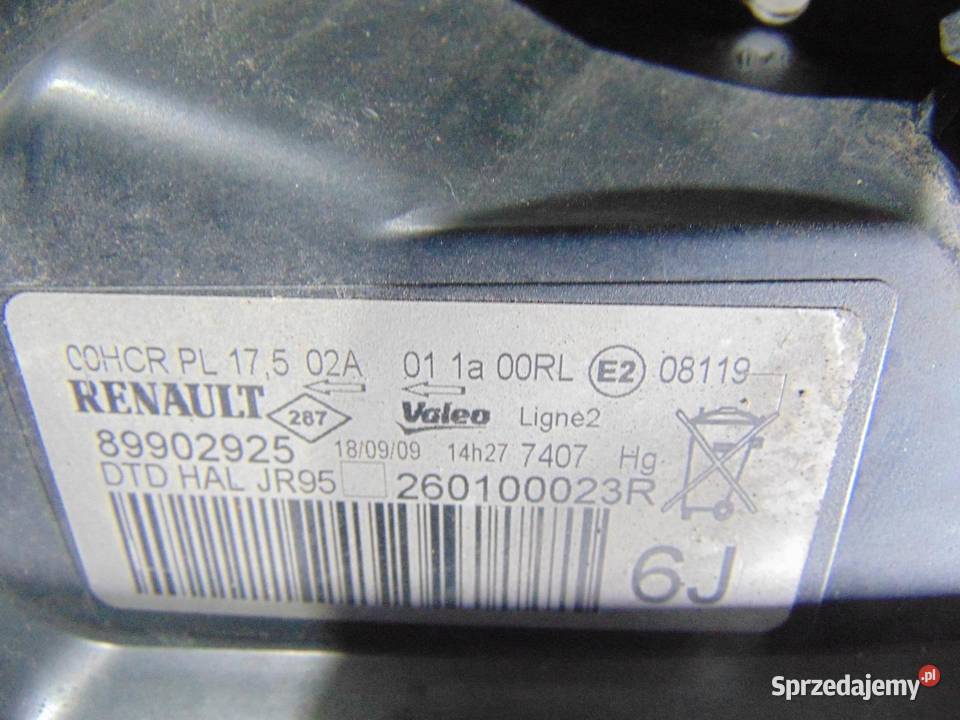 00HCR PL 17,5 02A 01 1a 00RL E2 08119
RENAULT 287 Valeo Ligne2
89902925 18/09/09 14h27 7407 Hg
DTD HAL JR95 260100023R
6J
Sprzedajemy.pl